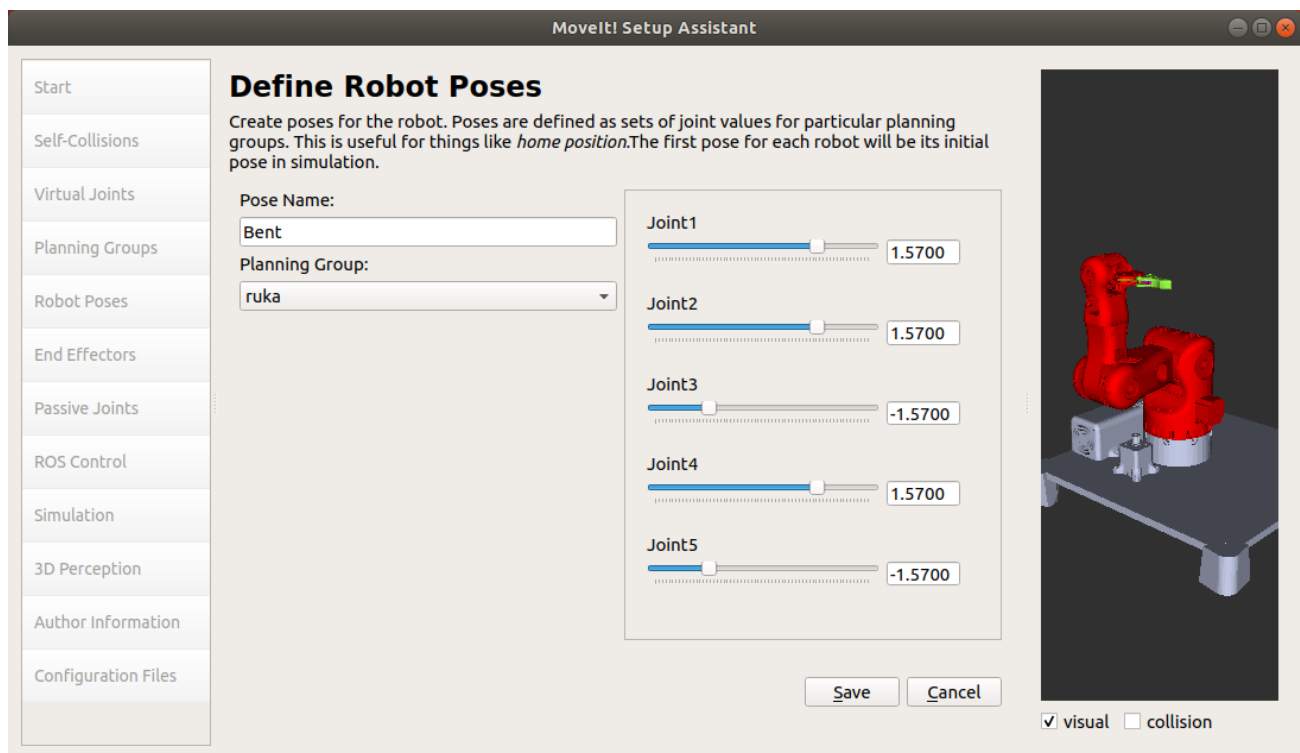 MoveIt! Setup Assistant
Start
Self-Collisions
Virtual Joints
Planning Groups
Robot Poses
End Effectors
Passive Joints
ROS Control
Simulation
3D Perception
Author Information
Configuration Files
Define Robot Poses
Create poses for the robot. Poses are defined as sets of joint values for particular planning
groups. This is useful for things like home position.The first pose for each robot will be its initial
pose in simulation.
Pose Name:
Bent
Planning Group:
ruka
Joint1
1.5700
Joint2
1.5700
Joint3
-1.5700
Joint4
1.5700
Joint5
-1.5700
Save
Cancel
visual
collision